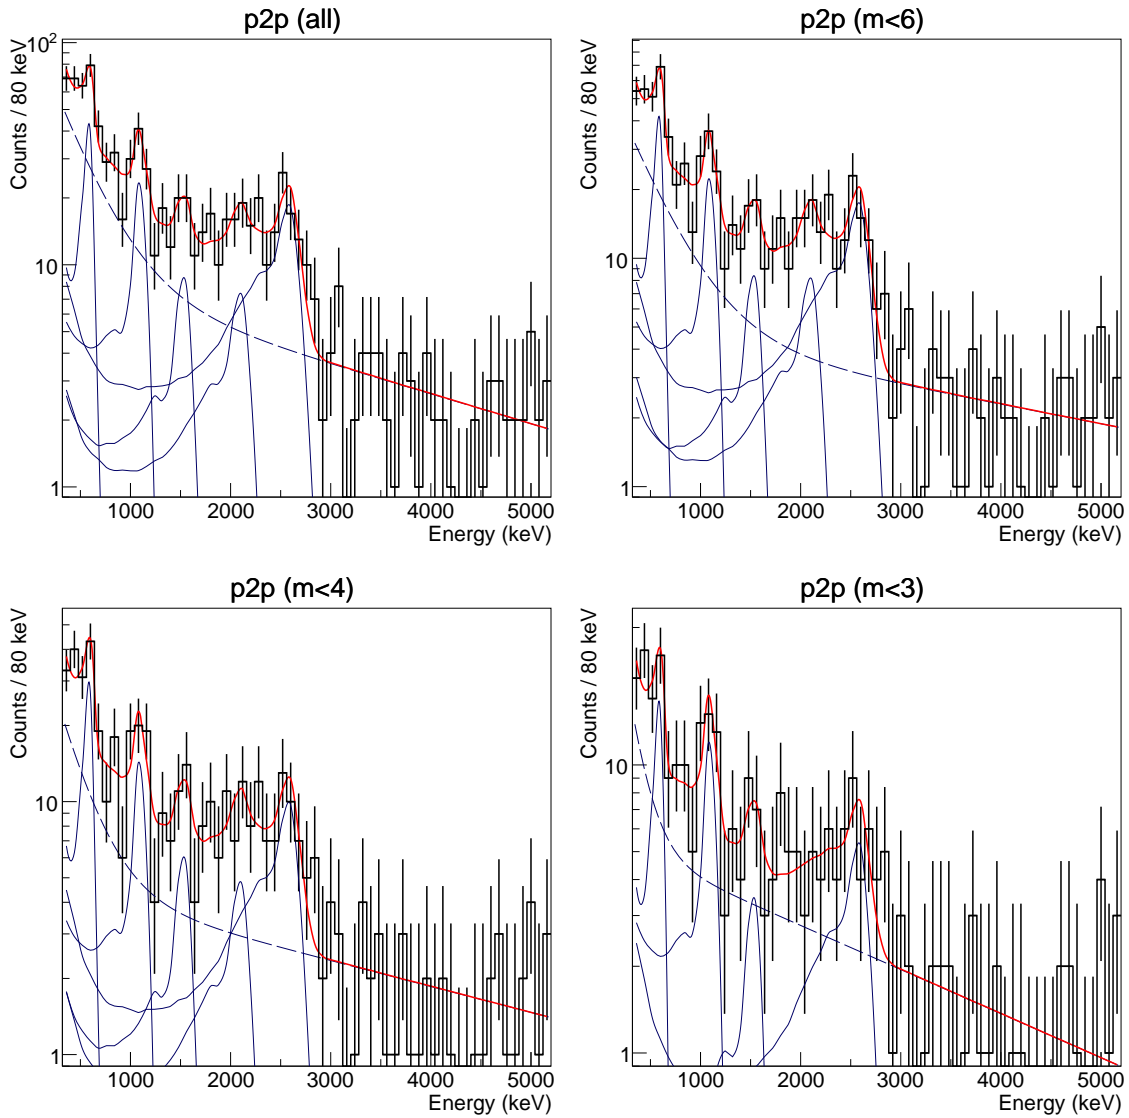 p2p (all)
Counts / 80 keV
10²
10
1
1000 2000 3000 4000 5000
Energy (keV)
p2p (m<6)
Counts / 80 keV
10
1
1000 2000 3000 4000 5000
Energy (keV)
p2p (m<4)
Counts / 80 keV
10
1
1000 2000 3000 4000 5000
Energy (keV)
p2p (m<3)
Counts / 80 keV
10
1
1000 2000 3000 4000 5000
Energy (keV)